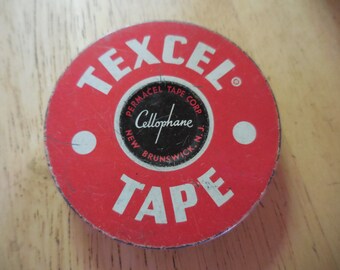 TEXCEL®
PERMACEL TAPE CORP.
Cellophane
NEW BRUNSWICK, N. J.
TAPE